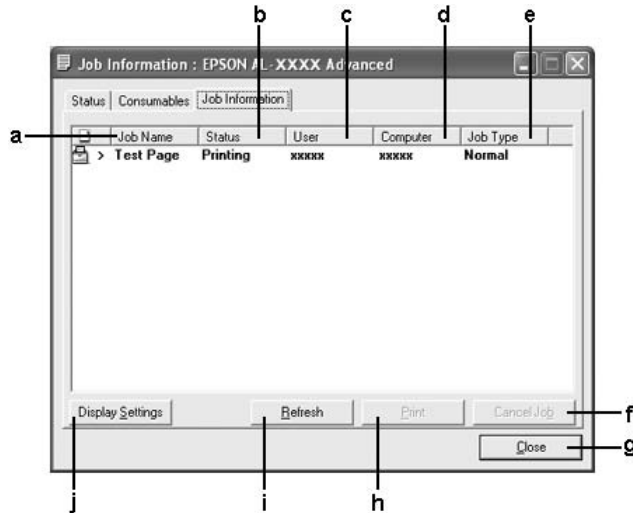 b c d e
Job Information : EPSON AL-XXXX Advanced
Status Consumables Job Information
a Job Name Status User Computer Job Type
> Test Page Printing xxxxx xxxxx Normal
Display Settings Refresh Print Cancel Job f
Close g
j i h